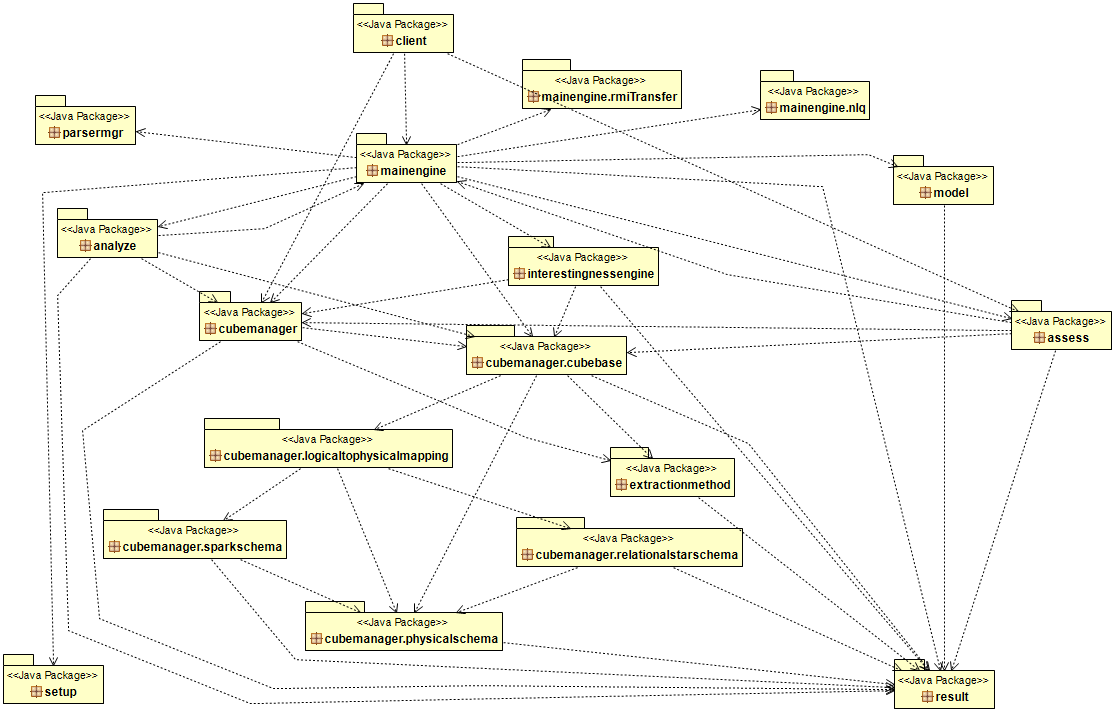 <<Java Package>>
client
<<Java Package>>
mainengine.rmiTransfer
<<Java Package>>
mainengine.nlq
<<Java Package>>
parsermgr
<<Java Package>>
mainengine
<<Java Package>>
model
<<Java Package>>
analyze
<<Java Package>>
interestingnessengine
<<Java Package>>
cubemanager
<<Java Package>>
assess
<<Java Package>>
cubemanager.cubebase
<<Java Package>>
cubemanager.logicaltophysicalmapping
<<Java Package>>
extractionmethod
<<Java Package>>
cubemanager.sparkschema
<<Java Package>>
cubemanager.relationalstarschema
<<Java Package>>
cubemanager.physicalschema
<<Java Package>>
setup
<<Java Package>>
result